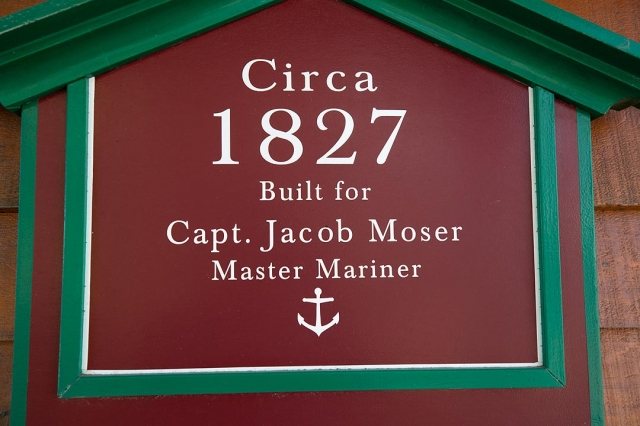 Circa
1827
Built for
Capt. Jacob Moser
Master Mariner